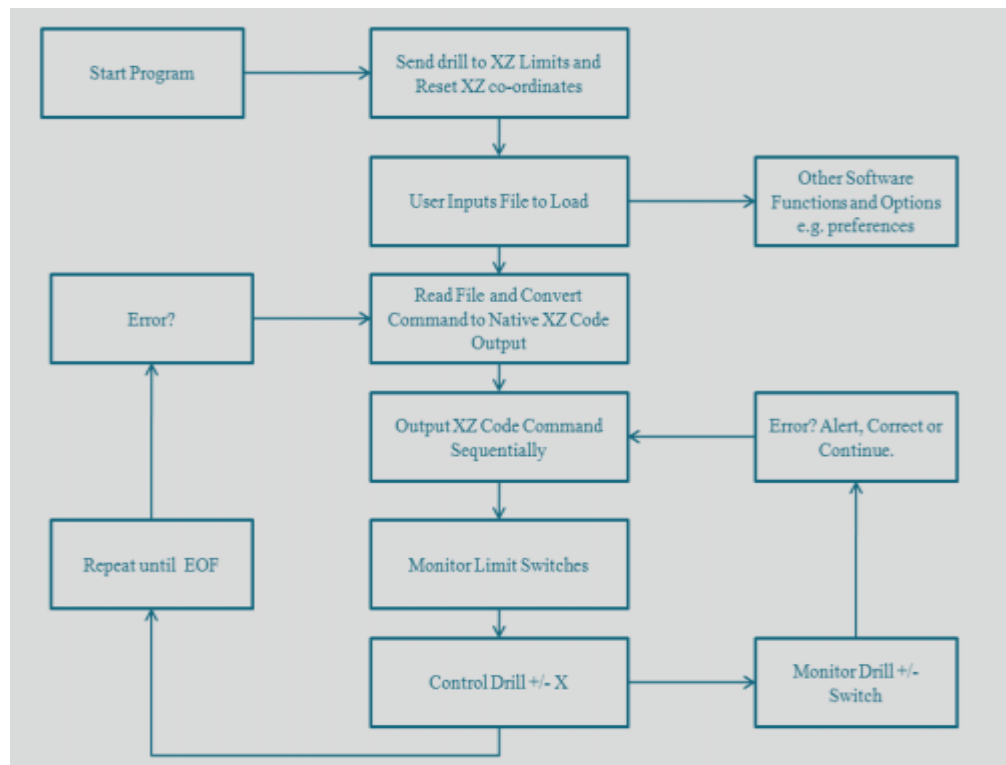 Start Program
Send drill to XZ Limits and
Reset XZ co-ordinates
User Inputs File to Load
Other Software
Functions and Options
e.g. preferences
Error?
Read File and Convert
Command to Native XZ Code
Output
Output XZ Code Command
Sequentially
Error? Alert, Correct or
Continue.
Repeat until EOF
Monitor Limit Switches
Control Drill +/- X
Monitor Drill +/-
Switch